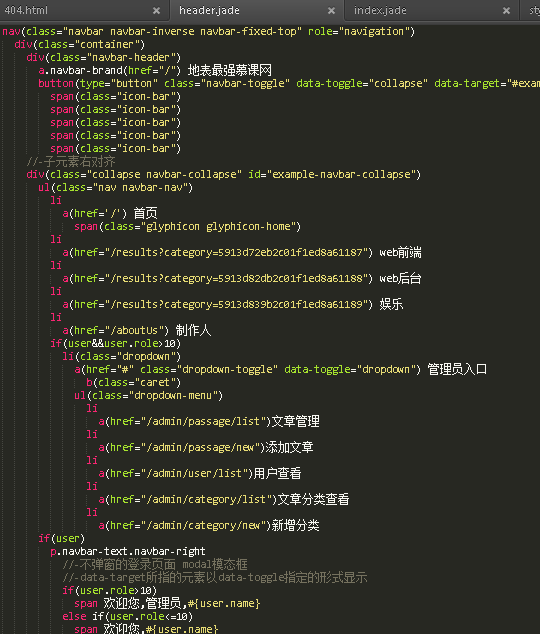 404.html × header.jade × index.jade × sty
nav(class="navbar navbar-inverse navbar-fixed-top" role="navigation")
  div(class="container")
    div(class="navbar-header")
      a.navbar-brand(href="/") 地表最强慕课网
      button(type="button" class="navbar-toggle" data-toggle="collapse" data-target="#exam
        span(class="icon-bar")
        span(class="icon-bar")
        span(class="icon-bar")
        span(class="icon-bar")
        span(class="icon-bar")
    //-子元素右对齐
    div(class="collapse navbar-collapse" id="example-navbar-collapse")
      ul(class="nav navbar-nav")
        li
          a(href='/') 首页
            span(class="glyphicon glyphicon-home")
        li
          a(href="/results?category=5913d72eb2c01f1ed8a61187") web前端
        li
          a(href="/results?category=5913d82db2c01f1ed8a61188") web后台
        li
          a(href="/results?category=5913d839b2c01f1ed8a61189") 娱乐
        li
          a(href="/aboutUs") 制作人
        if(user&&user.role>10)
          li(class="dropdown")
            a(href="#" class="dropdown-toggle" data-toggle="dropdown") 管理员入口
              b(class="caret")
            ul(class="dropdown-menu")
              li
                a(href="/admin/passage/list")文章管理
              li
                a(href="/admin/passage/new")添加文章
              li
                a(href="/admin/user/list")用户查看
              li
                a(href="/admin/category/list")文章分类查看
              li
                a(href="/admin/category/new")新增分类
      if(user)
        p.navbar-text.navbar-right
          //-不弹窗的登录页面 modal模态框
          //-data-target所指的元素以data-toggle指定的形式显示
          if(user.role>10)
            span 欢迎您,管理员,#{user.name}
          else if(user.role<=10)
            span 欢迎您,#{user.name}